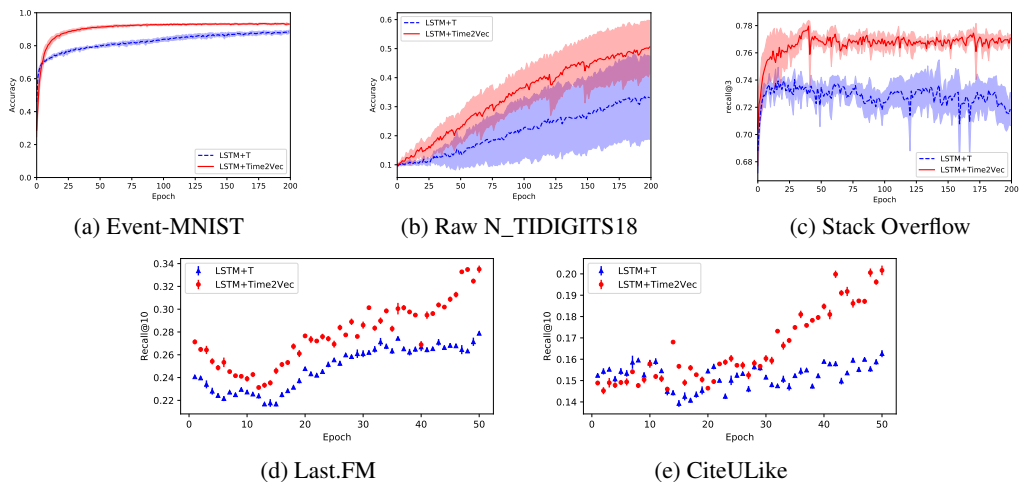 1.0
0.8
0.6
0.4
0.2
0.0
Accuracy
0 25 50 75 100 125 150 175 200
Epoch
LSTM+T
LSTM+Time2Vec
(a) Event-MNIST
0.6
0.5
0.4
0.3
0.2
0.1
Accuracy
0 25 50 75 100 125 150 175 200
Epoch
LSTM+T
LSTM+Time2Vec
(b) Raw N_TIDIGITS18
0.78
0.76
0.74
0.72
0.70
0.68
recall@3
0 25 50 75 100 125 150 175 200
Epoch
LSTM+T
LSTM+Time2Vec
(c) Stack Overflow
0.34
0.32
0.30
0.28
0.26
0.24
0.22
Recall@10
0 10 20 30 40 50
Epoch
LSTM+T
LSTM+Time2Vec
(d) Last.FM
0.20
0.19
0.18
0.17
0.16
0.15
0.14
Recall@10
0 10 20 30 40 50
Epoch
LSTM+T
LSTM+Time2Vec
(e) CiteULike